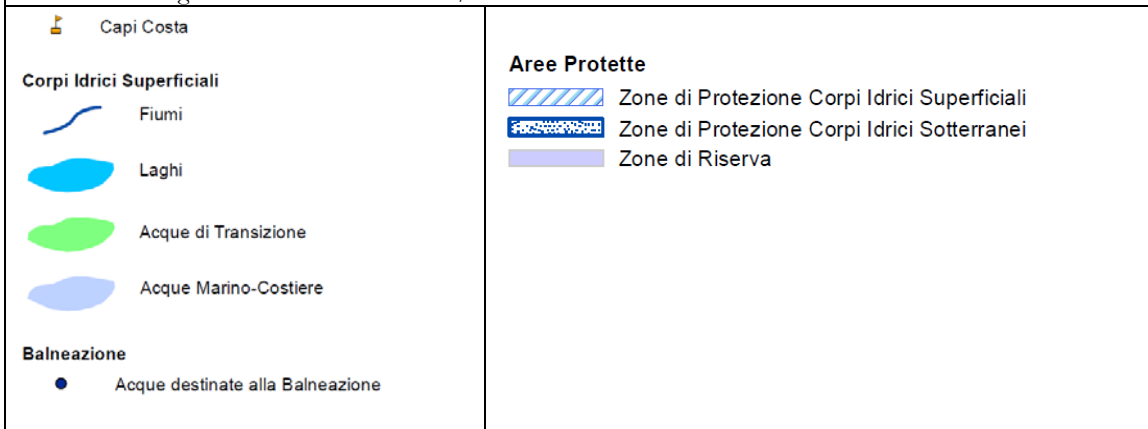 Capi Costa
Corpi Idrici Superficiali
Fiumi
Laghi
Acque di Transizione
Acque Marino-Costiere
Balneazione
Acque destinate alla Balneazione
Aree Protette
Zone di Protezione Corpi Idrici Superficiali
Zone di Protezione Corpi Idrici Sotterranei
Zone di Riserva